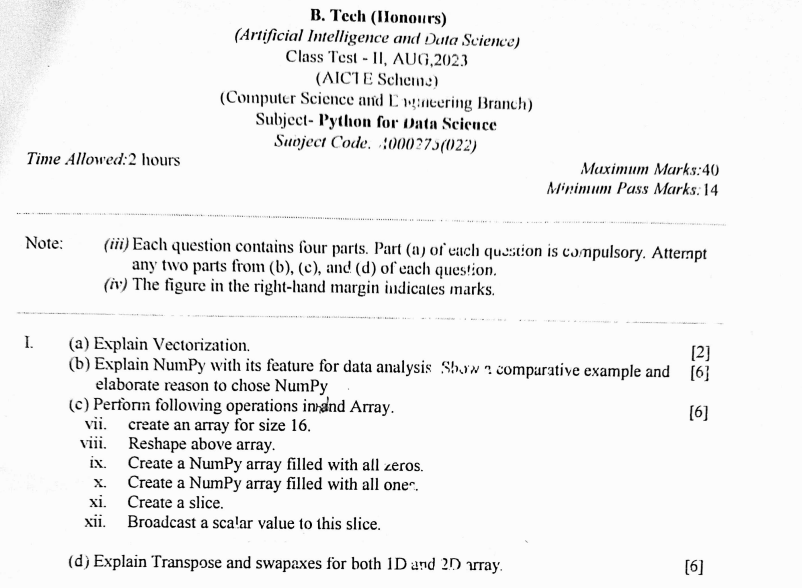 B. Tech (Honours)
(Artificial Intelligence and Data Science)
Class Test - II, AUG,2023
(AICTE Scheme)
(Computer Science and Engineering Branch)
Subject- Python for Data Science
Subject Code.
Time Allowed:2 hours
Maximum Marks:40
Minimum Pass Marks:14
Note: (iii) Each question contains four parts. Part (a) of each question is compulsory. Attempt
any two parts from (b), (c), and (d) of each question.
(iv) The figure in the right-hand margin indicates marks.
I. (a) Explain Vectorization. [2]
(b) Explain NumPy with its feature for data analysis Show a comparative example and [6]
elaborate reason to chose NumPy
(c) Perform following operations in nd Array. [6]
vii. create an array for size 16.
viii. Reshape above array.
ix. Create a NumPy array filled with all zeros.
x. Create a NumPy array filled with all ones.
xi. Create a slice.
xii. Broadcast a scalar value to this slice.
(d) Explain Transpose and swapaxes for both 1D and 2D array. [6]